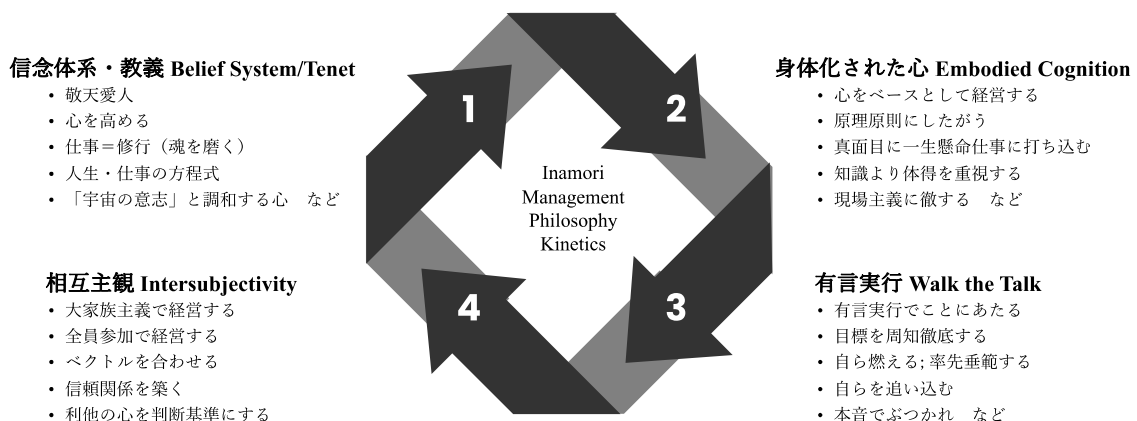 信念体系・教義 Belief System/Tenet
• 敬天愛人
• 心を高める
• 仕事＝修行（魂を磨く）
• 人生・仕事の方程式
• 「宇宙の意志」と調和する心　など
1
2
身体化された心 Embodied Cognition
• 心をベースとして経営する
• 原理原則にしたがう
• 真面目に一生懸命仕事に打ち込む
• 知識より体得を重視する
• 現場主義に徹する　など
Inamori
Management
Philosophy
Kinetics
相互主観 Intersubjectivity
• 大家族主義で経営する
• 全員参加で経営する
• ベクトルを合わせる
• 信頼関係を築く
• 利他の心を判断基準にする
4
3
有言実行 Walk the Talk
• 有言実行でことにあたる
• 目標を周知徹底する
• 自ら燃える; 率先垂範する
• 自らを追い込む
• 本音でぶつかれ　など